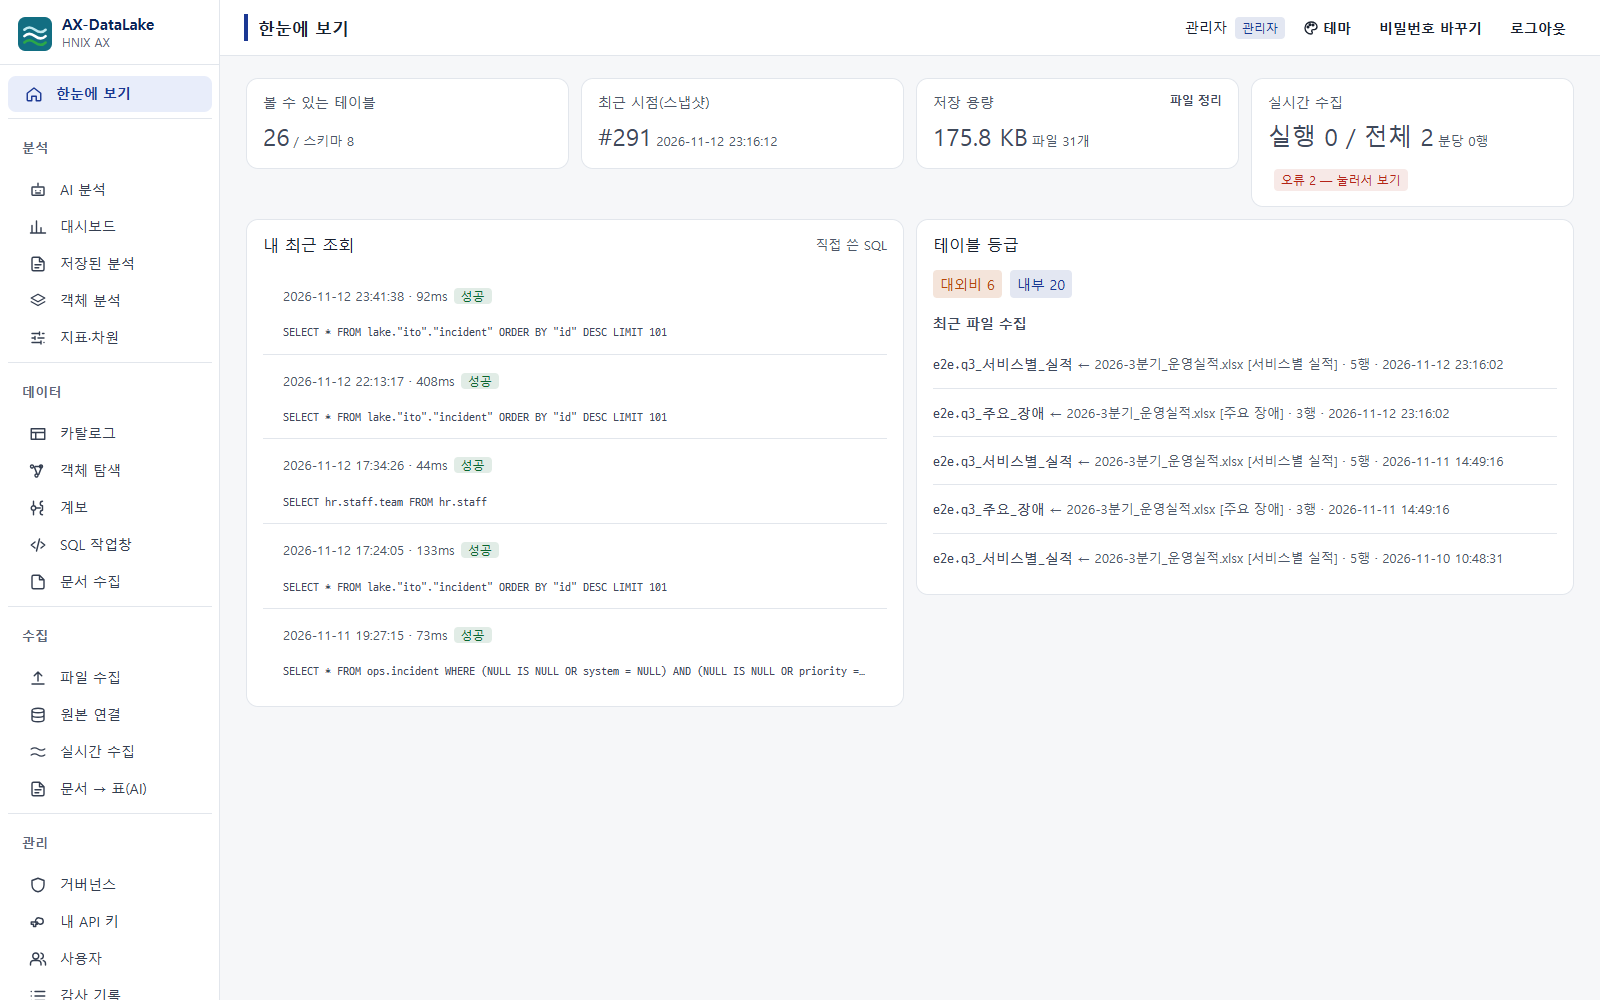 AX-DataLake
HNIX AX
한눈에 보기
분석
AI 분석
대시보드
저장된 분석
객체 분석
지표·차원
데이터
카탈로그
객체 탐색
계보
SQL 작업창
문서 수집
수집
파일 수집
원본 연결
실시간 수집
문서 → 표(AI)
관리
거버넌스
내 API 키
사용자
감사 기록
한눈에 보기
관리자 관리자 테마 비밀번호 바꾸기 로그아웃
볼 수 있는 테이블
26 / 스키마 8
최근 시점(스냅샷)
#291 2026-11-12 23:16:12
저장 용량 파일 정리
175.8 KB 파일 31개
실시간 수집
실행 0 / 전체 2 분당 0행
오류 2 — 눌러서 보기
내 최근 조회 직접 쓴 SQL
2026-11-12 23:41:38 · 92ms 성공
SELECT * FROM lake."ito"."incident" ORDER BY "id" DESC LIMIT 101
2026-11-12 22:13:17 · 408ms 성공
SELECT * FROM lake."ito"."incident" ORDER BY "id" DESC LIMIT 101
2026-11-12 17:34:26 · 44ms 성공
SELECT hr.staff.team FROM hr.staff
2026-11-12 17:24:05 · 133ms 성공
SELECT * FROM lake."ito"."incident" ORDER BY "id" DESC LIMIT 101
2026-11-11 19:27:15 · 73ms 성공
SELECT * FROM ops.incident WHERE (NULL IS NULL OR system = NULL) AND (NULL IS NULL OR priority =…
테이블 등급
대외비 6 내부 20
최근 파일 수집
e2e.q3_서비스별_실적 ← 2026-3분기_운영실적.xlsx [서비스별 실적] · 5행 · 2026-11-12 23:16:02
e2e.q3_주요_장애 ← 2026-3분기_운영실적.xlsx [주요 장애] · 3행 · 2026-11-12 23:16:02
e2e.q3_서비스별_실적 ← 2026-3분기_운영실적.xlsx [서비스별 실적] · 5행 · 2026-11-11 14:49:16
e2e.q3_주요_장애 ← 2026-3분기_운영실적.xlsx [주요 장애] · 3행 · 2026-11-11 14:49:16
e2e.q3_서비스별_실적 ← 2026-3분기_운영실적.xlsx [서비스별 실적] · 5행 · 2026-11-10 10:48:31